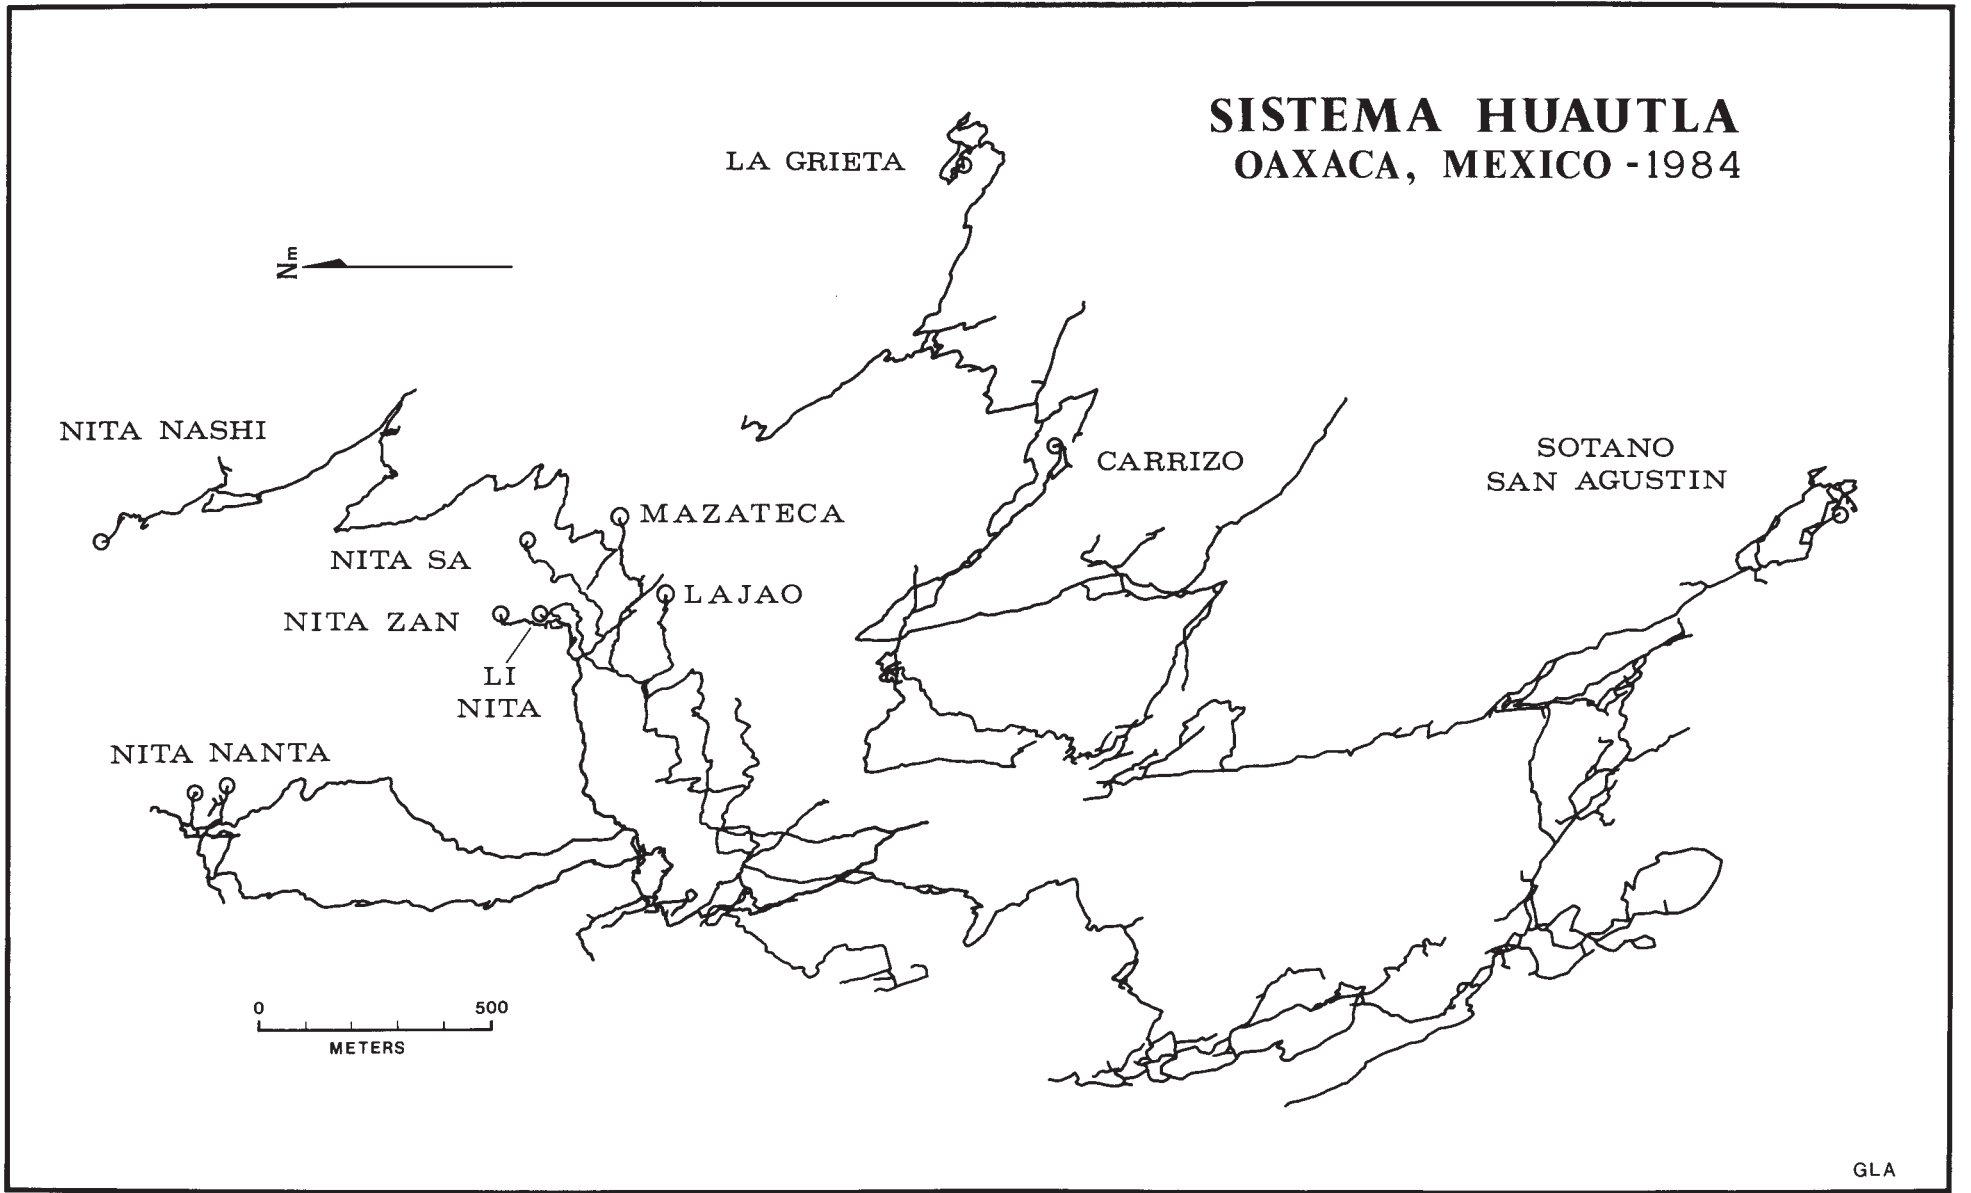 SISTEMA HUAUTLA
OAXACA, MEXICO - 1984
LA GRIETA
Nm
NITA NASHI
CARRIZO
SOTANO
SAN AGUSTIN
MAZATECA
NITA SA
LAJAO
NITA ZAN
LI
NITA
NITA NANTA
0 500
METERS
GLA